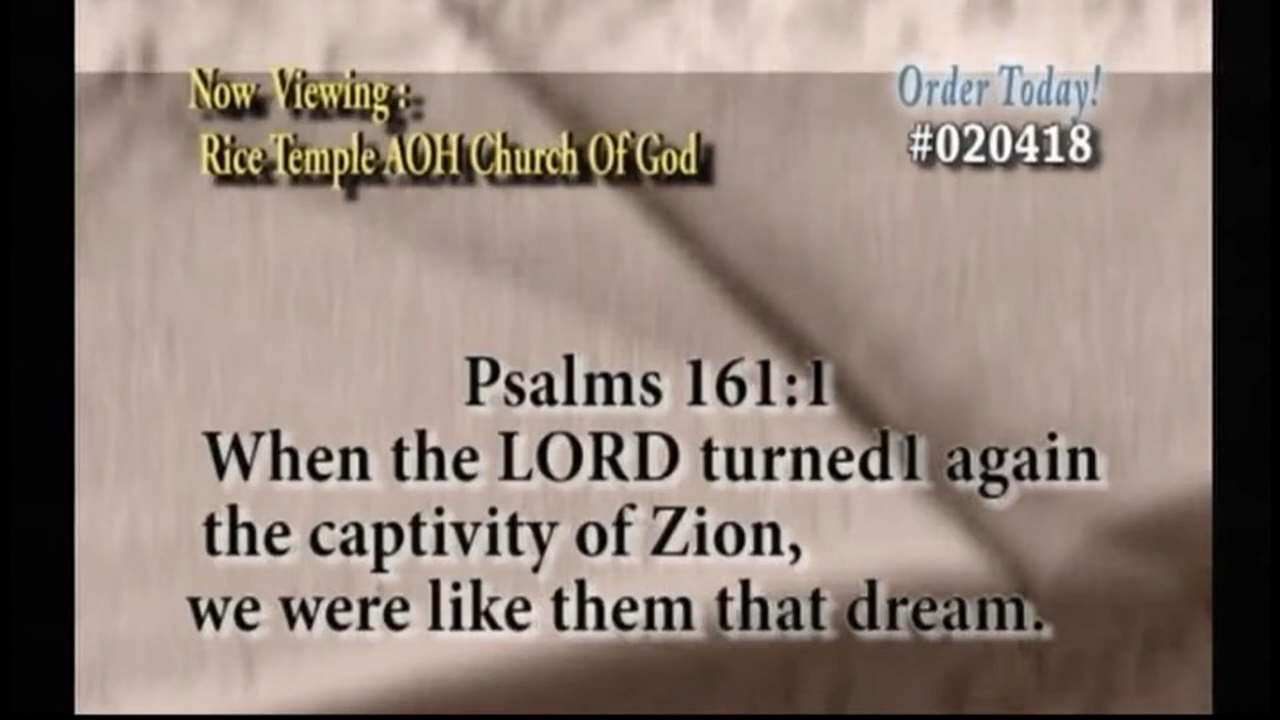 Now Viewing :
Rice Temple AOH Church Of God
Order Today!
#020418
Psalms 161:1
When the LORD turned1 again
the captivity of Zion,
we were like them that dream.